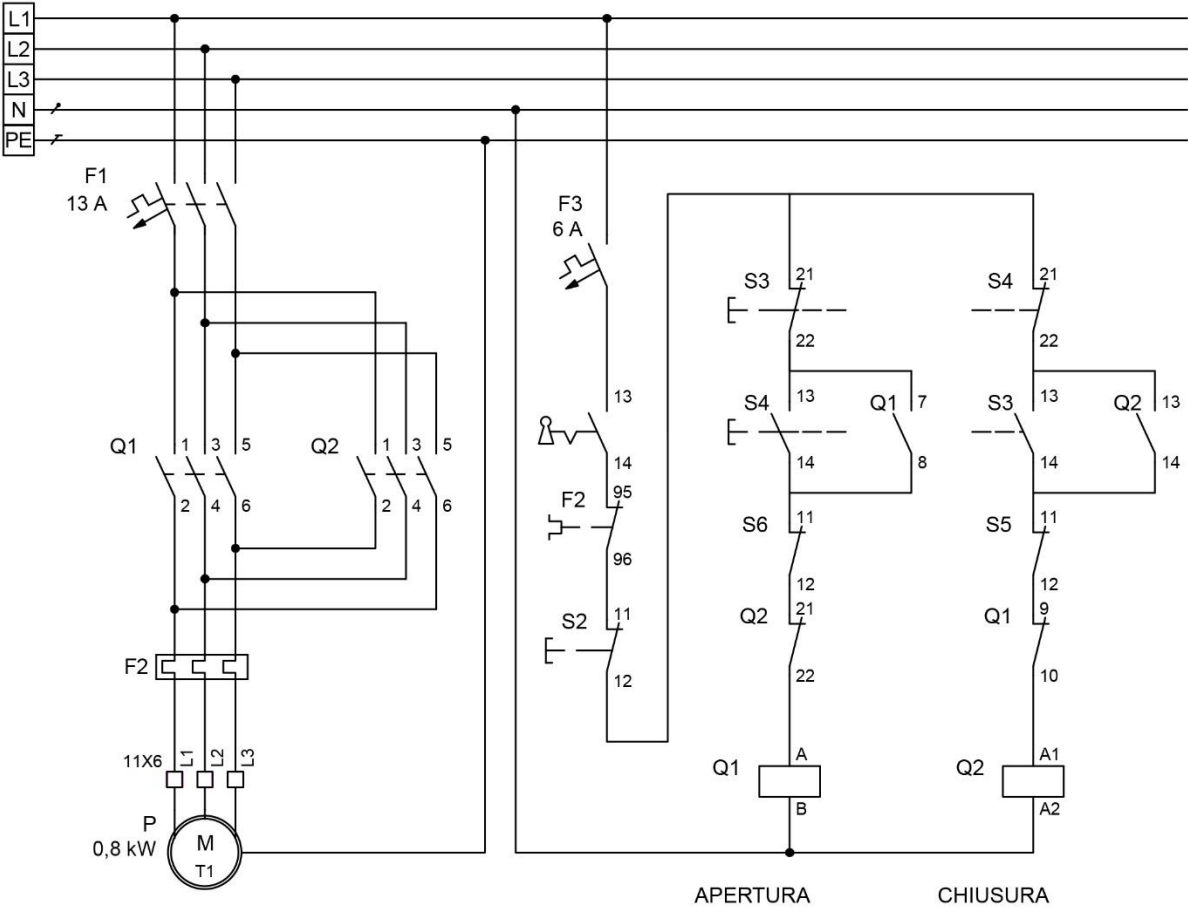 L1
L2
L3
N
PE
F1
13 A
Q1
1 3 5
2 4 6
Q2
1 3 5
2 4 6
F2
11X6
L1 L2 L3
P
0,8 kW
M
T1
F3
6 A
13
14
F2
95
96
S2
11
12
S3
21
22
S4
13
14
Q1
7
8
S6
11
12
Q2
21
22
Q1
A
B
S4
21
22
S3
13
14
Q2
13
14
S5
11
12
Q1
9
10
Q2
A1
A2
APERTURA
CHIUSURA